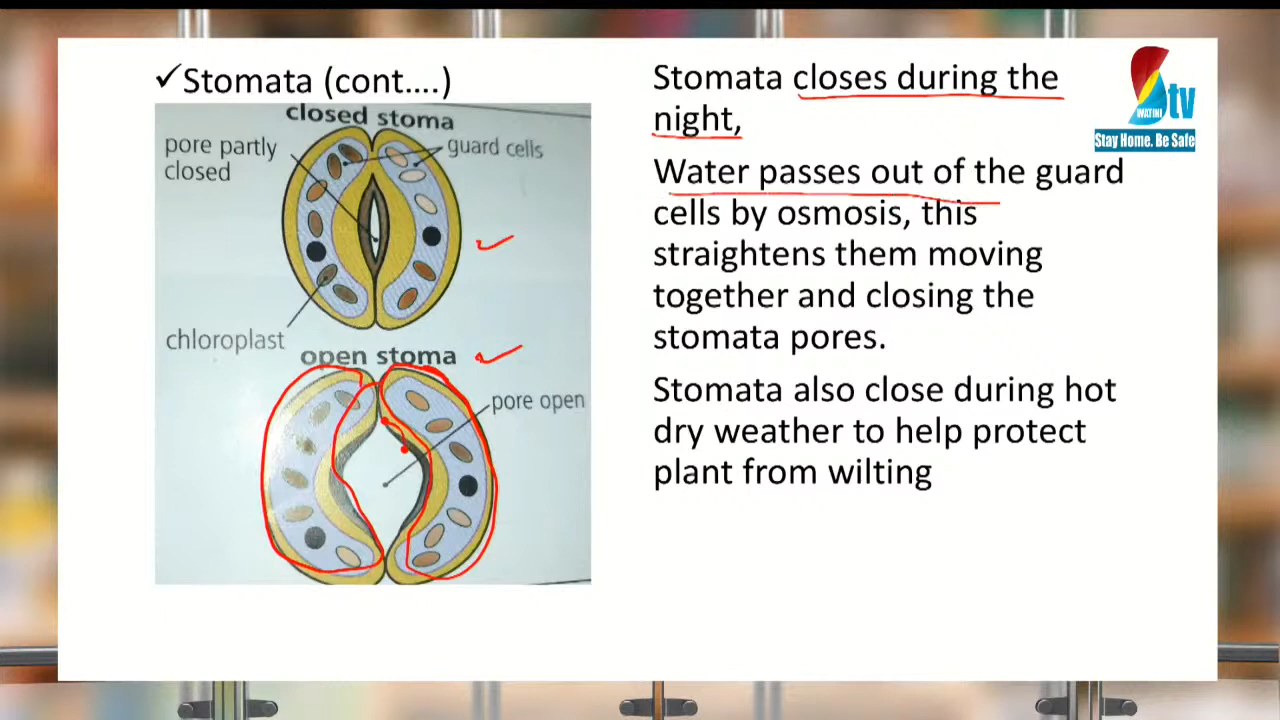 ✓Stomata (cont....)
closed stoma
pore partly
closed
guard cells
chloroplast
open stoma
pore open
Stomata closes during the
night,
Water passes out of the guard
cells by osmosis, this
straightens them moving
together and closing the
stomata pores.
Stomata also close during hot
dry weather to help protect
plant from wilting
tv
WATINI
Stay Home. Be Safe